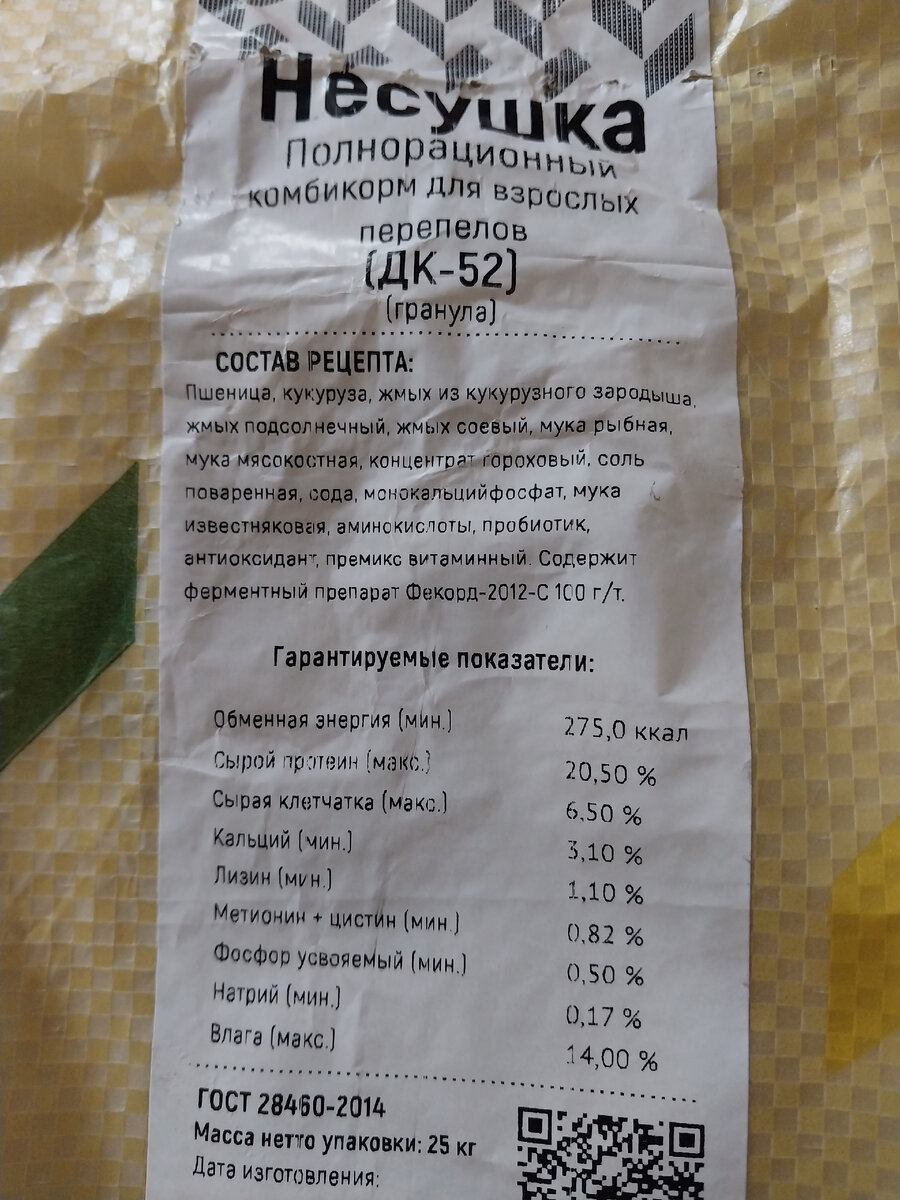 Несушка
Полнорационный
комбикорм для взрослых
перепелов
(ДК-52)
(гранула)
СОСТАВ РЕЦЕПТА:
Пшеница, кукуруза, жмых из кукурузного зародыша,
жмых подсолнечный, жмых соевый, мука рыбная,
мука мясокостная, концентрат гороховый, соль
поваренная, сода, монокальцийфосфат, мука
известняковая, аминокислоты, пробиотик,
антиоксидант, премикс витаминный. Содержит
ферментный препарат Фекорд-2012-С 100 г/т.
Гарантируемые показатели:
Обменная энергия (мин.) 275,0 ккал
Сырой протеин (макс.) 20,50 %
Сырая клетчатка (макс.) 6,50 %
Кальций (мин.) 3,10 %
Лизин (мин.) 1,10 %
Метионин + цистин (мин.) 0,82 %
Фосфор усвояемый (мин.) 0,50 %
Натрий (мин.) 0,17 %
Влага (макс.) 14,00 %
ГОСТ 28460-2014
Масса нетто упаковки: 25 кг
Дата изготовления: